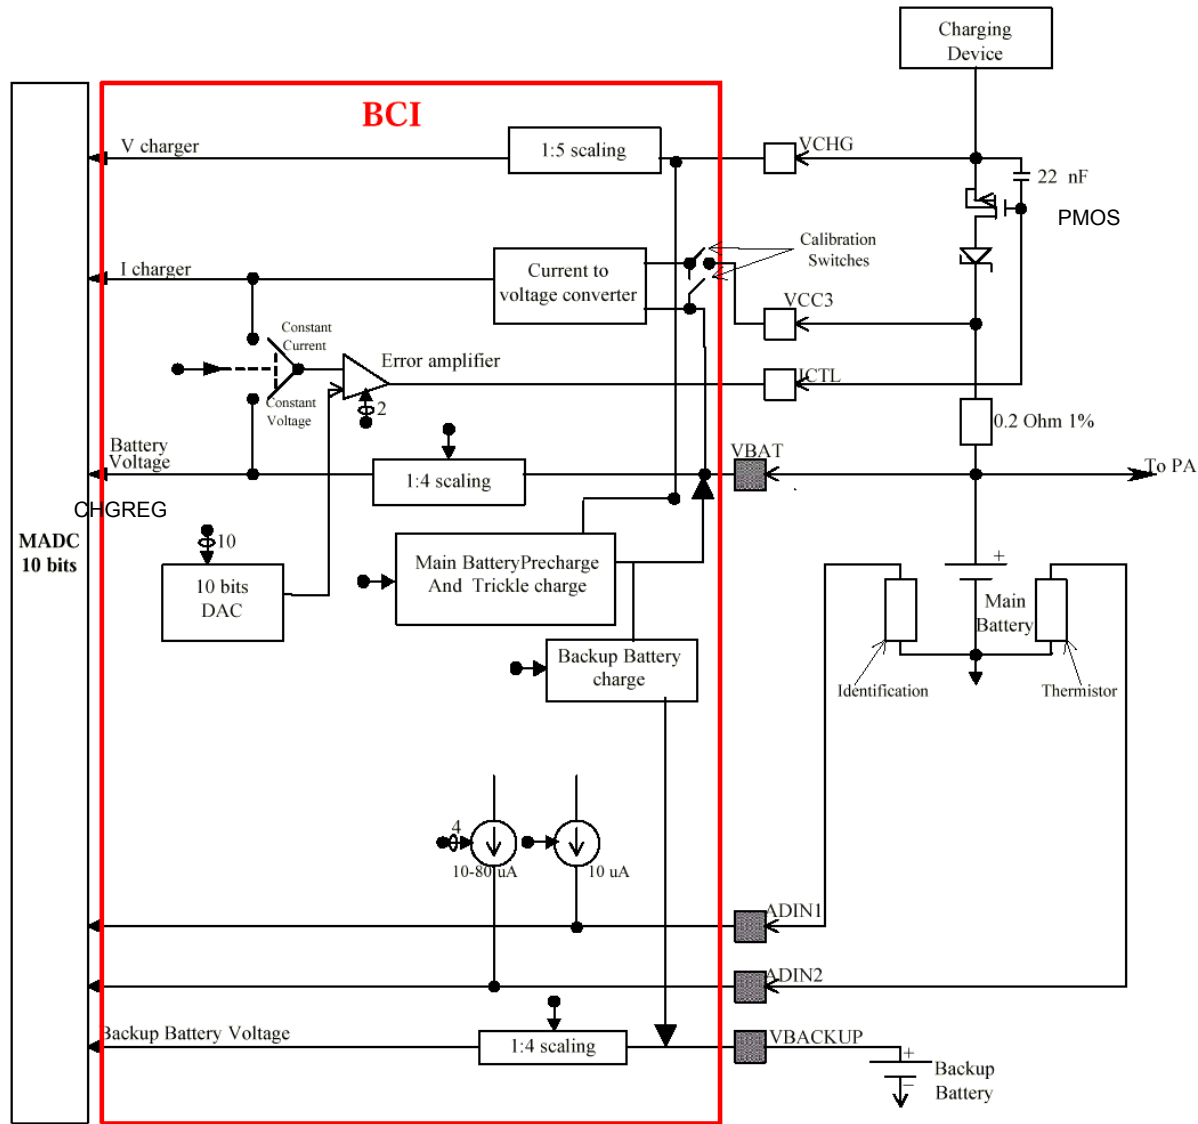 Charging
Device
BCI
V charger
1:5 scaling
VCHG
22 nF
PMOS
I charger
Current to
voltage converter
Calibration
Switches
VCC3
Constant
Current
Error amplifier
ICTL
Constant
Voltage
2
0.2 Ohm 1%
Battery
Voltage
1:4 scaling
VBAT
To PA
CHGREG
MADC
10 bits
10
10 bits
DAC
Main BatteryPrecharge
And Trickle charge
+
Main
Battery
Backup Battery
charge
Identification
Thermistor
4
10-80 uA
10 uA
ADIN1
ADIN2
Backup Battery Voltage
1:4 scaling
VBACKUP
+
Backup
Battery